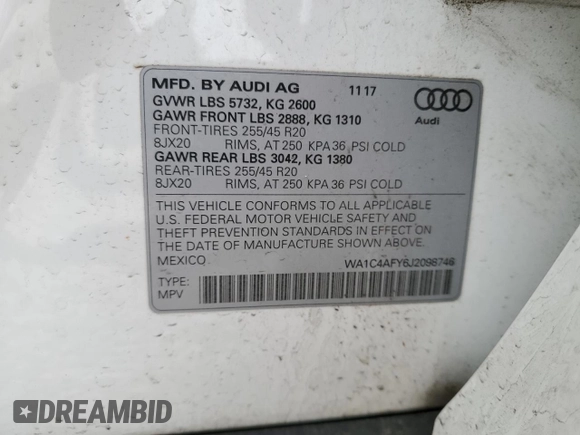 MFD. BY AUDI AG 11 17
GVWR LBS 5732, KG 2600
GAWR FRONT LBS 2888, KG 1310
FRONT-TIRES 255/45 R20
8JX20 RIMS, AT 250 KPA 36 PSI COLD
GAWR REAR LBS 3042, KG 1380
REAR-TIRES 255/45 R20
8JX20 RIMS, AT 250 KPA 36 PSI COLD
Audi
THIS VEHICLE CONFORMS TO ALL APPLICABLE
U.S. FEDERAL MOTOR VEHICLE SAFETY AND
THEFT PREVENTION STANDARDS IN EFFECT ON
THE DATE OF MANUFACTURE SHOWN ABOVE.
MEXICO WA1C4AFY6J2098746
TYPE:
MPV
DREAMBID